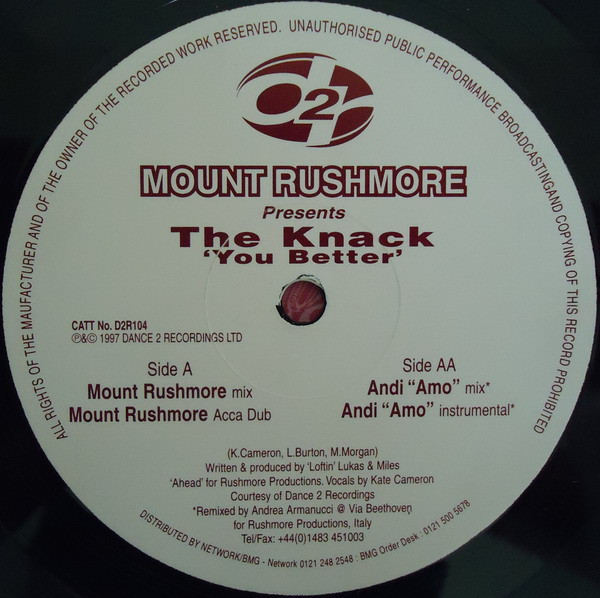 ALL RIGHTS OF THE MAUFACTURER AND OF THE OWNER OF THE RECORDED WORK RESERVED. UNAUTHORISED PUBLIC PERFORMANCE BROADCASTINGAND COPYING OF THIS RECORD PROHIBITED
D2R
MOUNT RUSHMORE
Presents
The Knack
'You Better'
CATT No. D2R104
℗&© 1997 DANCE 2 RECORDINGS LTD
Side A
Mount Rushmore mix
Mount Rushmore Acca Dub
Side AA
Andi "Amo" mix*
Andi "Amo" instrumental*
(K.Cameron, L.Burton, M.Morgan)
Written & produced by 'Loftin' Lukas & Miles
'Ahead' for Rushmore Productions. Vocals by Kate Cameron
Courtesy of Dance 2 Recordings
*Remixed by Andrea Armanucci @ Via Beethoven
for Rushmore Productions, Italy
Tel/Fax: +44(0)1483 451003
DISTRIBUTED BY NETWORK/BMG - Network 0121 248 2548 : BMG Order Desk : 0121 500 5678